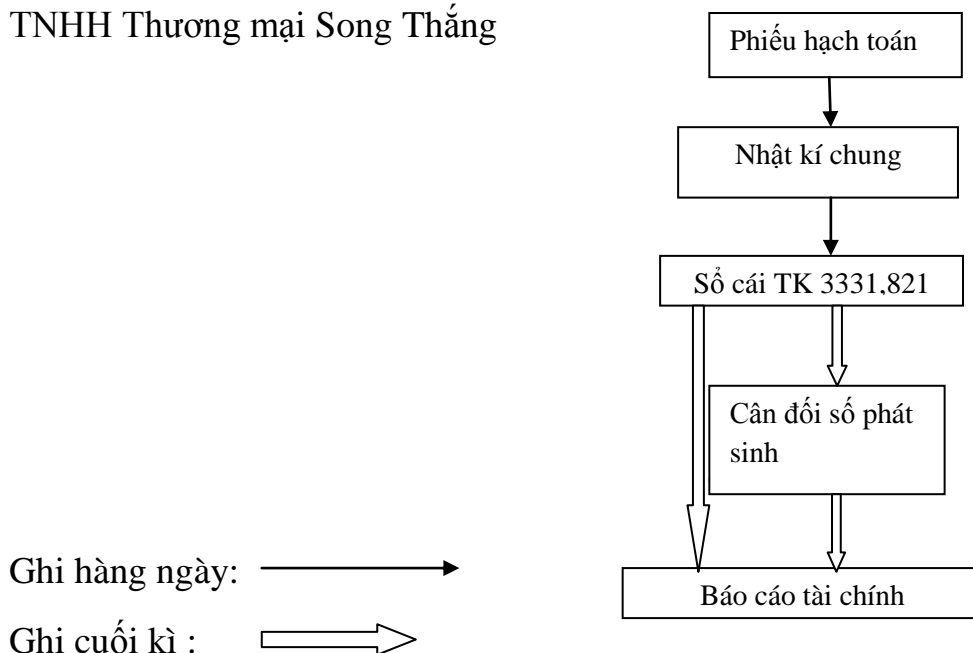 TNHH Thương mại Song Thắng
Phiếu hạch toán
Nhật kí chung
Sổ cái TK 3331,821
Cân đối số phát
sinh
Báo cáo tài chính
Ghi hàng ngày:
Ghi cuối kì :